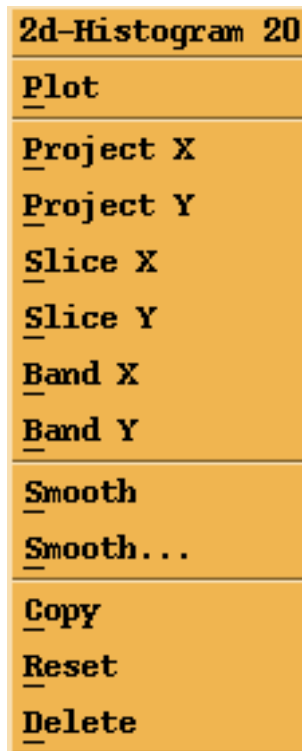 2d-Histogram 20
Plot
Project X
Project Y
Slice X
Slice Y
Band X
Band Y
Smooth
Smooth...
Copy
Reset
Delete